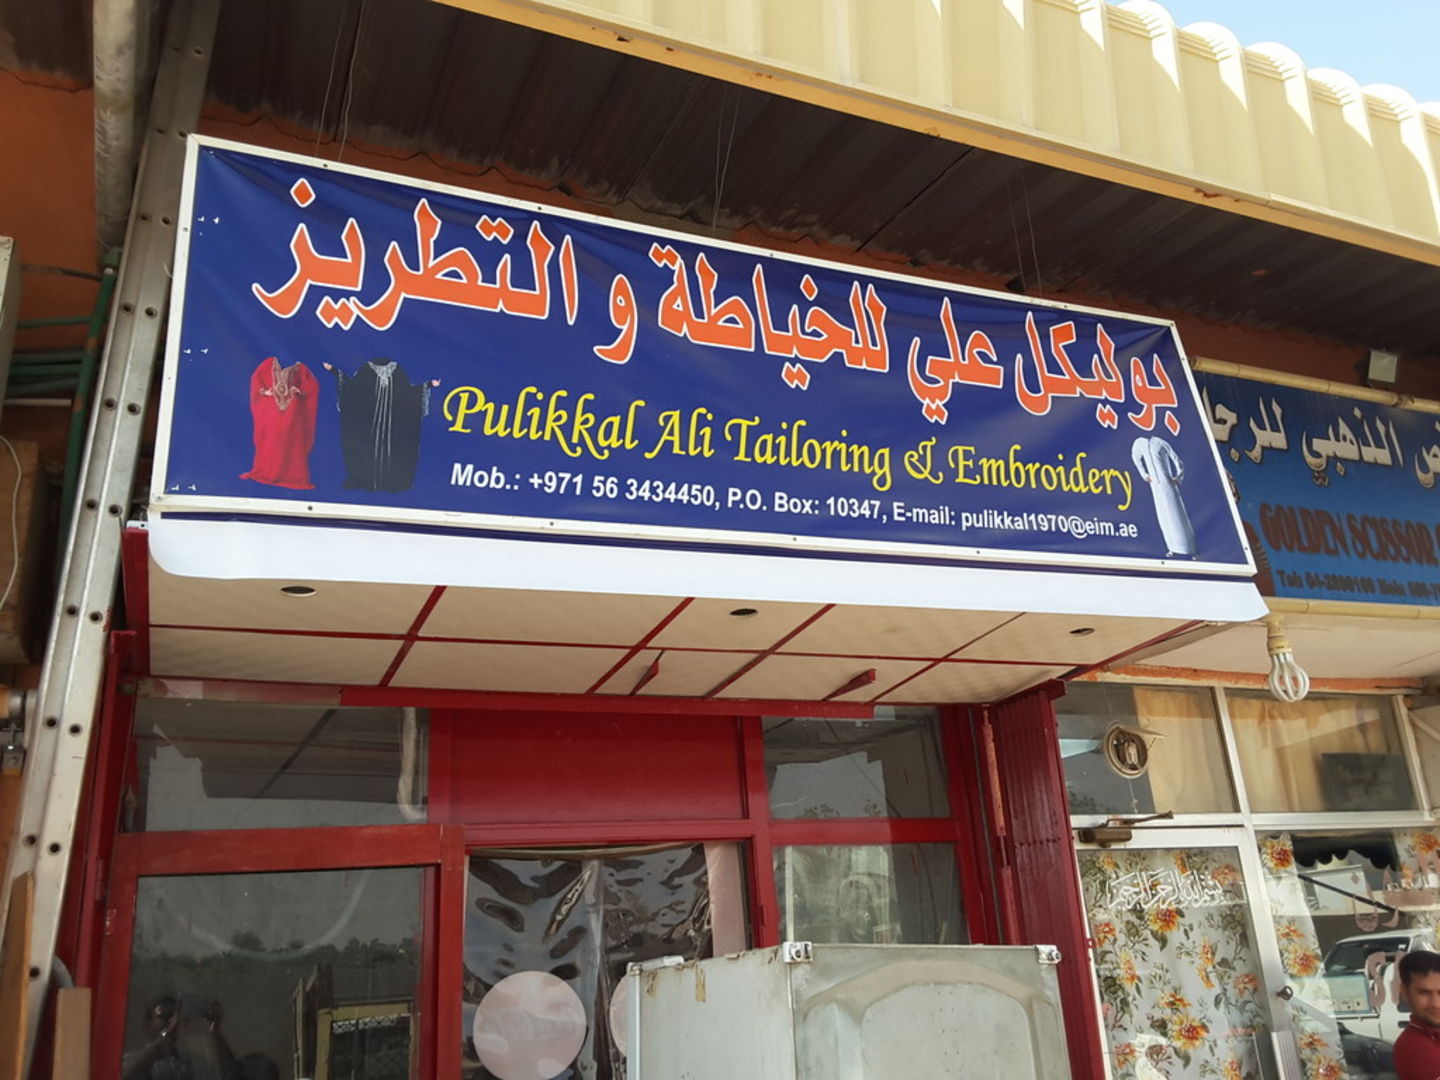 بوليكل علي للخياطة و التطريز
Pulikkal Ali Tailoring & Embroidery
Mob.: +971 56 3434450, P.O. Box: 10347, E-mail: pulikkal1970@eim.ae
الذهبي للرجا
GOLDEN SCISSOR
بسم الله الرحمن الرحيم